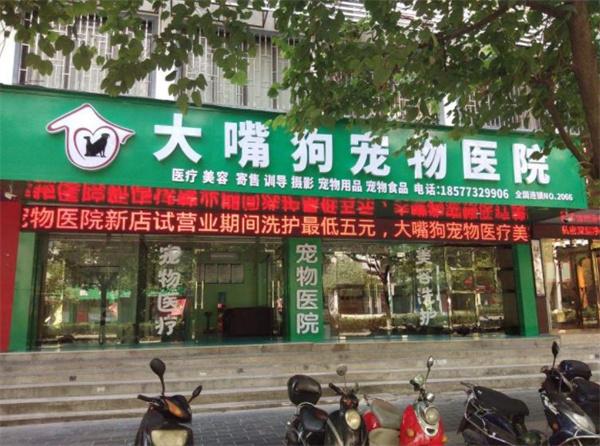 大嘴狗宠物医院
医疗 美容 寄售 训导 摄影 宠物用品 宠物食品 电话:18577329906 全国连锁NO.2066
宠物医院新店试营业期间洗护最低五元，大嘴狗宠物医疗美
宠物医疗
宠物医院
美容洗护